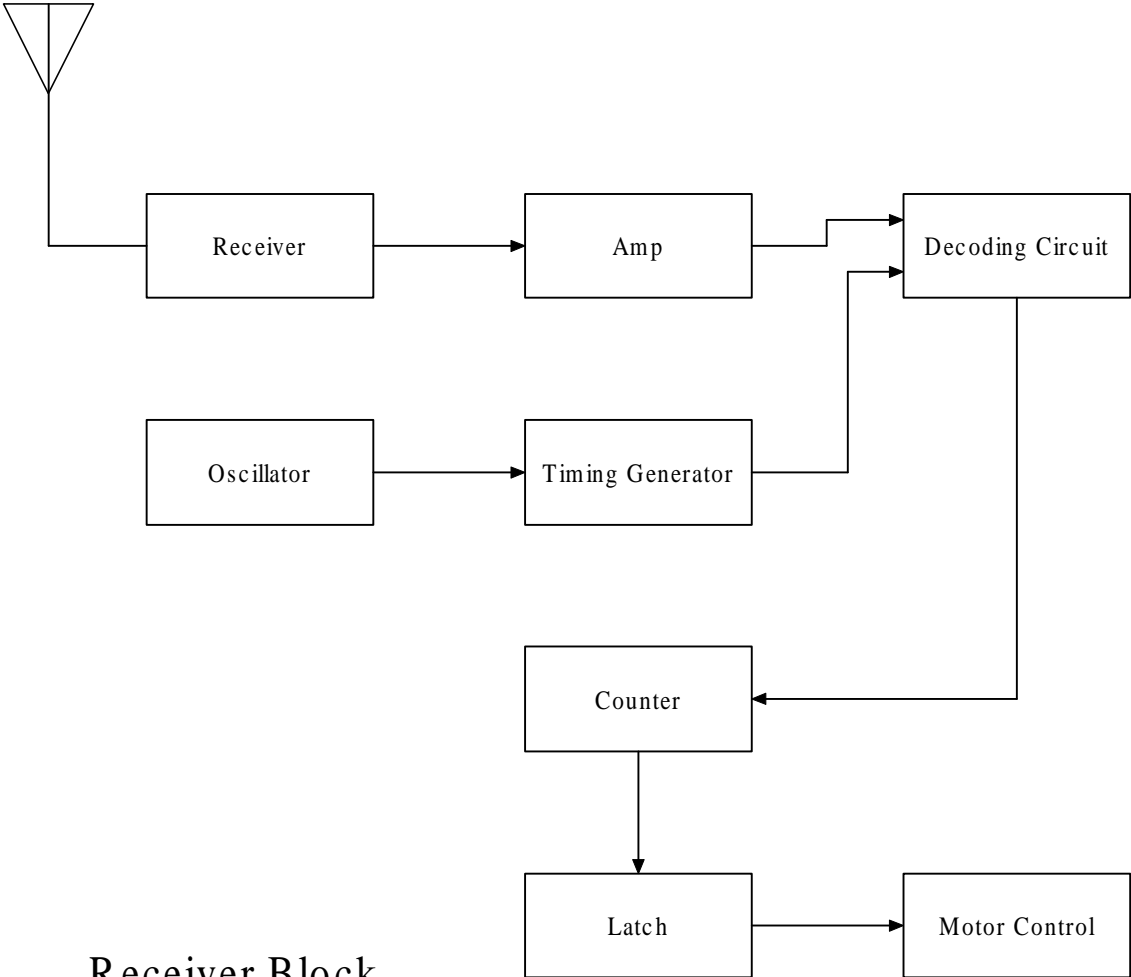 Receiver
Amp
Decoding Circuit
Oscillator
Timing Generator
Counter
Latch
Motor Control
Receiver Block